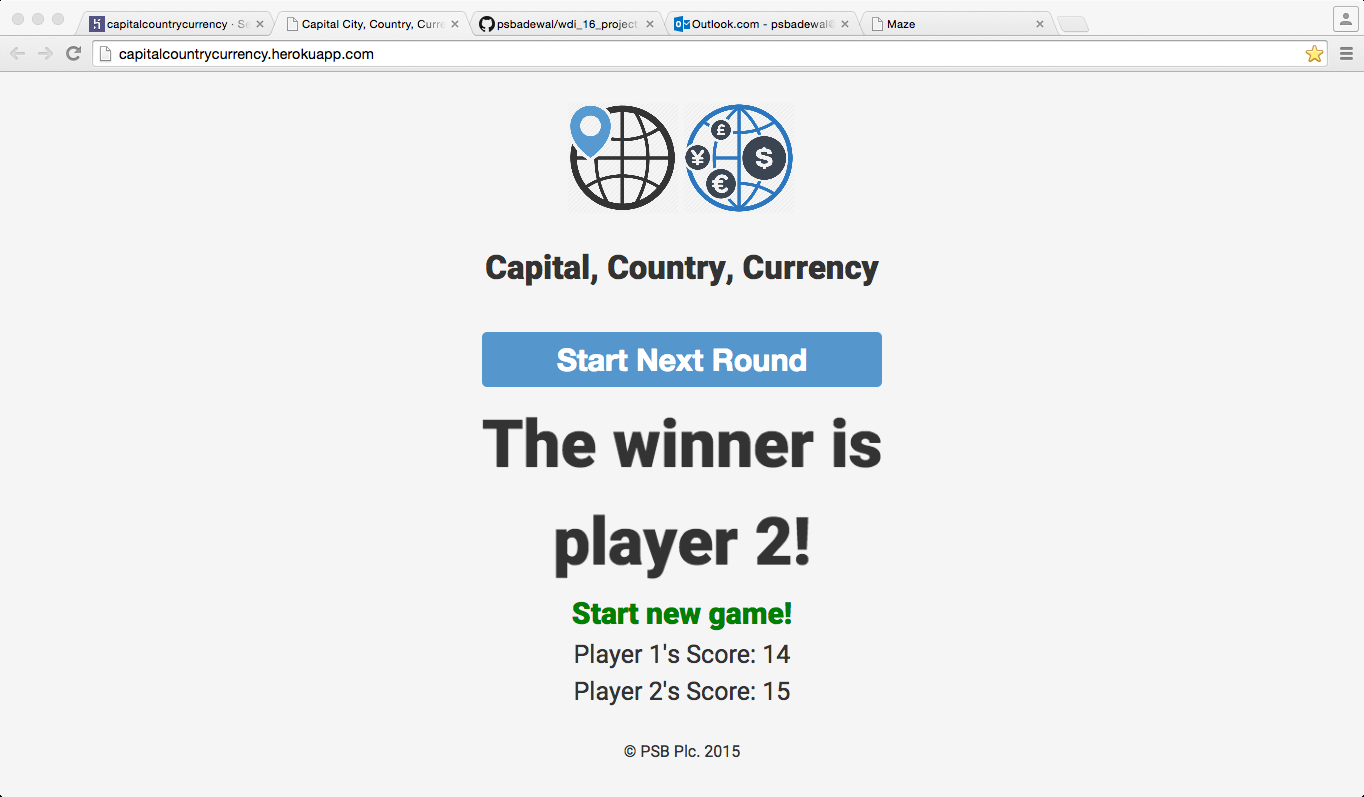 capitalcountrycurrency · Se
Capital City, Country, Curre
psbadewal/wdi_16_project
Outlook.com - psbadewal@
Maze
capitalcountrycurrency.herokuapp.com
£
¥
$
€
Capital, Country, Currency
Start Next Round
The winner is
player 2!
Start new game!
Player 1's Score: 14
Player 2's Score: 15
© PSB Plc. 2015